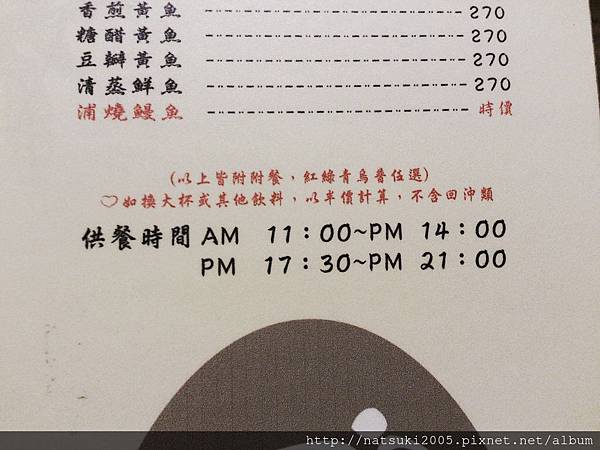 香煎黃魚 270
糖醋黃魚 270
豆瓣黃魚 270
清蒸鮮魚 270
浦燒鰻魚 時價
(以上皆附附餐，紅綠青烏醬任選)
♡如換大杯或其他飲料，以半價計算，不含回沖類
供餐時間 AM 11：00~PM 14：00
PM 17：30~PM 21：00
http://natsuki2005.pixnet.net/album